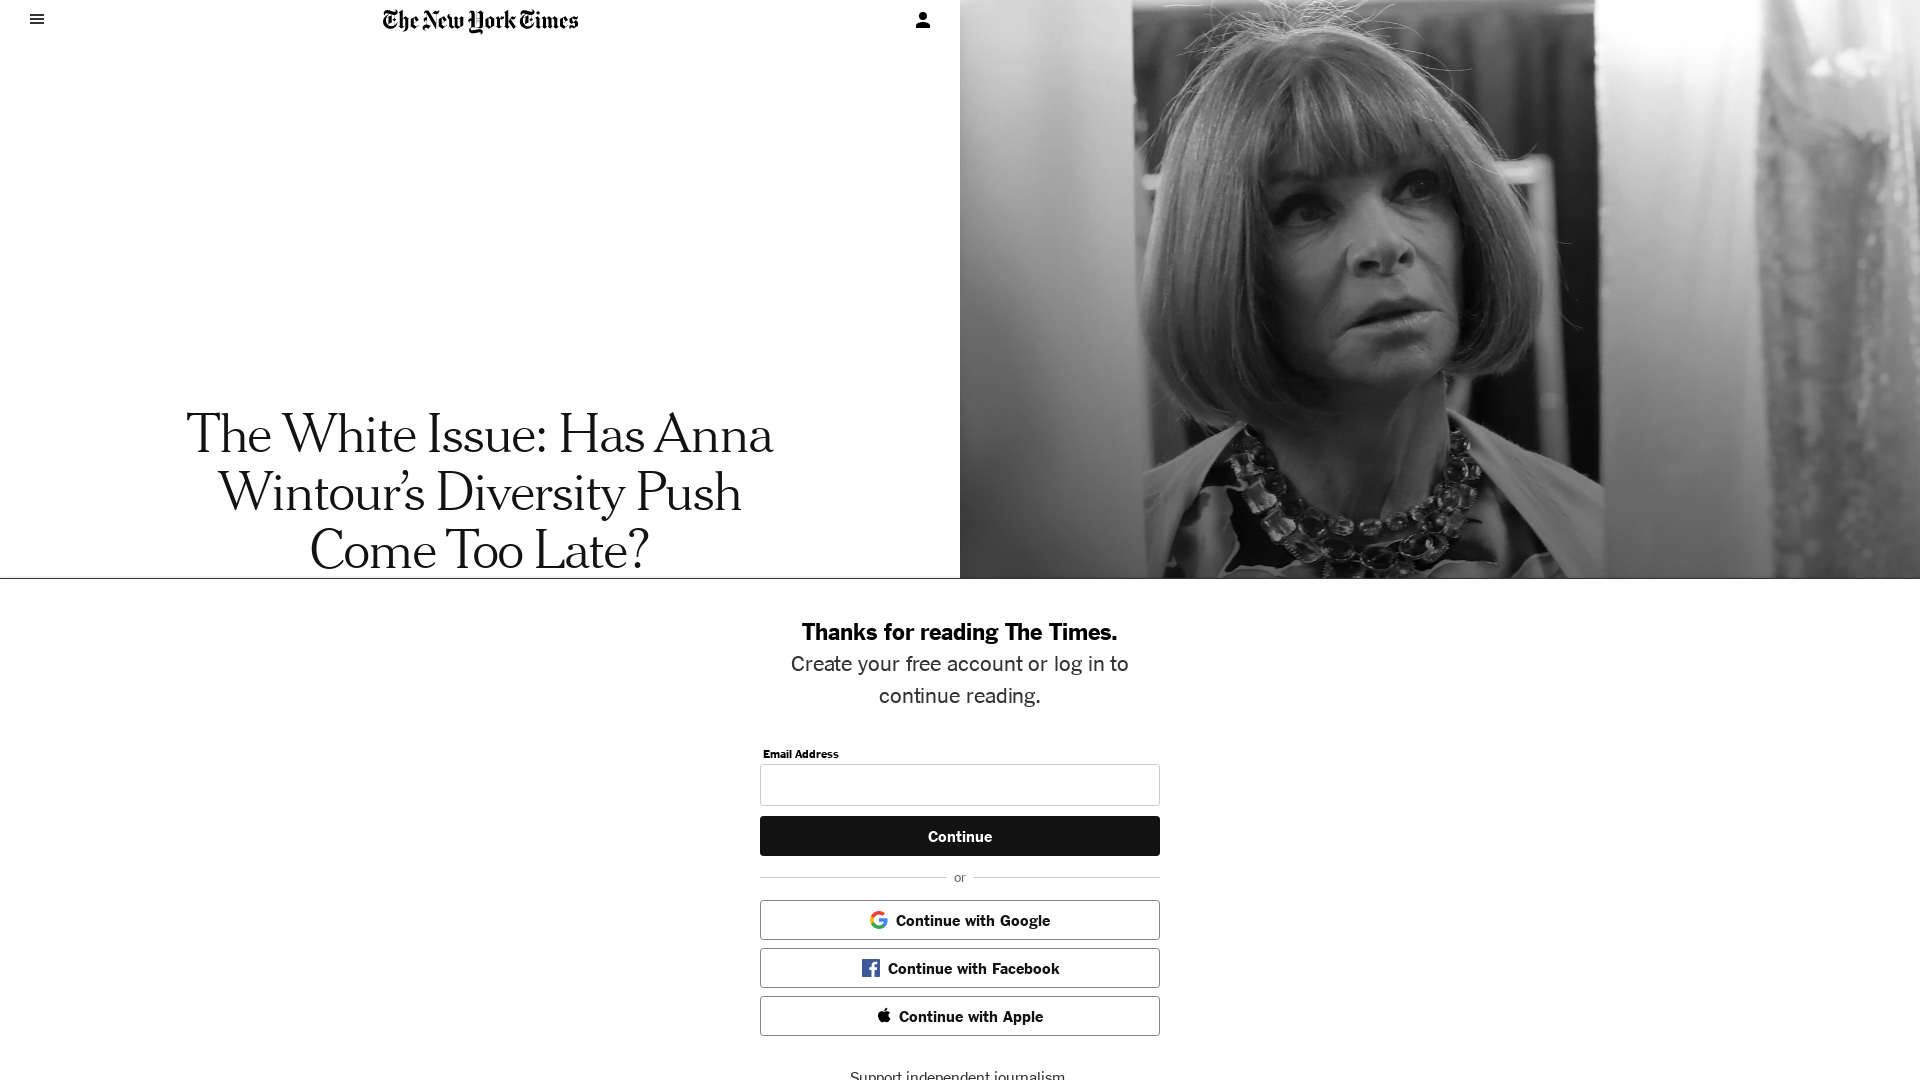 The New York Times
The White Issue: Has Anna
Wintour’s Diversity Push
Come Too Late?
Thanks for reading The Times.
Create your free account or log in to
continue reading.
Email Address
Continue
or
Continue with Google
Continue with Facebook
Continue with Apple
Support independent journalism